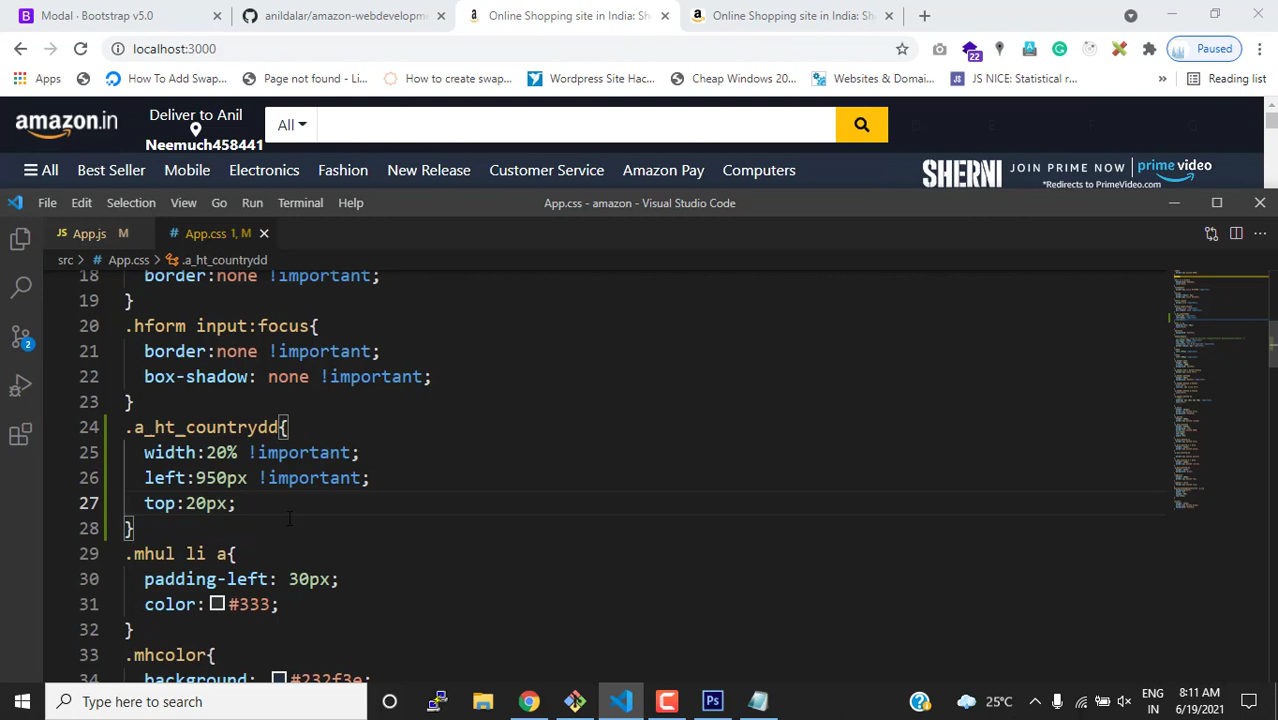 Modal · Bootstrap v5.0
anildalar/amazon-webdevelopme
Online Shopping site in India: Sh
Online Shopping site in India: Sh
localhost:3000
22
Paused
Apps
How To Add Swap...
Page not found - Li...
How to create swap...
Wordpress Site Hac...
Cheap Windows 20...
Websites & Domai...
JS NICE: Statistical r...
»
Reading list
amazon.in
Deliver to Anil
Neemuch458441
All
All
Best Seller
Mobile
Electronics
Fashion
New Release
Customer Service
Amazon Pay
Computers
SHERNI
JOIN PRIME NOW
prime video
*Redirects to PrimeVideo.com
File
Edit
Selection
View
Go
Run
Terminal
Help
App.css - amazon - Visual Studio Code
JS App.js M
# App.css 1, M
src > # App.css > .a_ht_countrydd
18 border:none !important;
19 }
20 .hform input:focus{
21 border:none !important;
22 box-shadow: none !important;
23 }
24 .a_ht_countrydd{
25 width:20% !important;
26 left:950px !important;
27 top:20px;
28 }
29 .mhul li a{
30 padding-left: 30px;
31 color: #333;
32 }
33 .mhcolor{
34 background: #232f3e;
2
Type here to search
25°C
ENG
IN
8:11 AM
6/19/2021